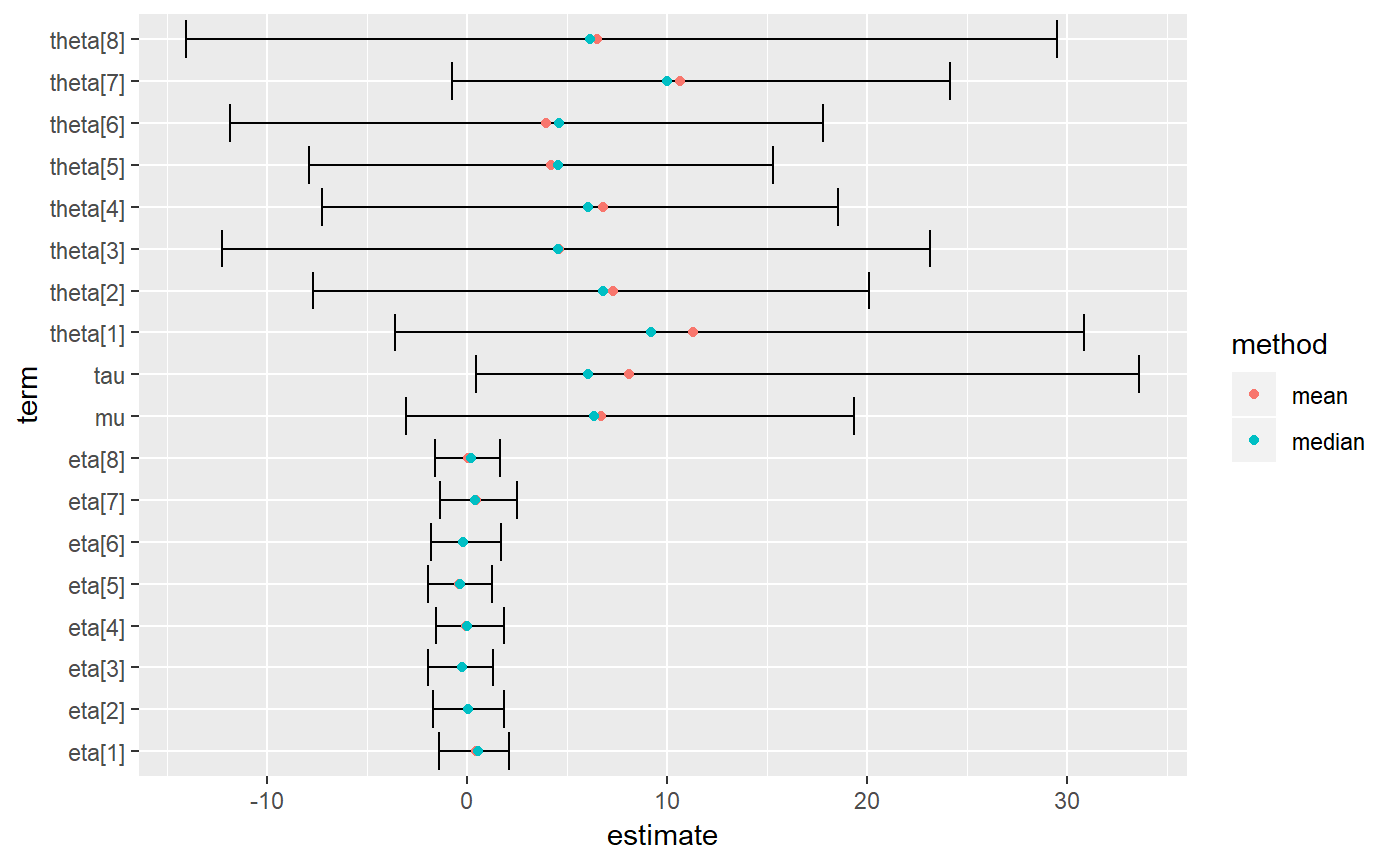 theta[8]
theta[7]
theta[6]
theta[5]
theta[4]
theta[3]
theta[2]
theta[1]
tau
mu
eta[8]
eta[7]
eta[6]
eta[5]
eta[4]
eta[3]
eta[2]
eta[1]
term
-10 0 10 20 30
estimate
method
mean
median